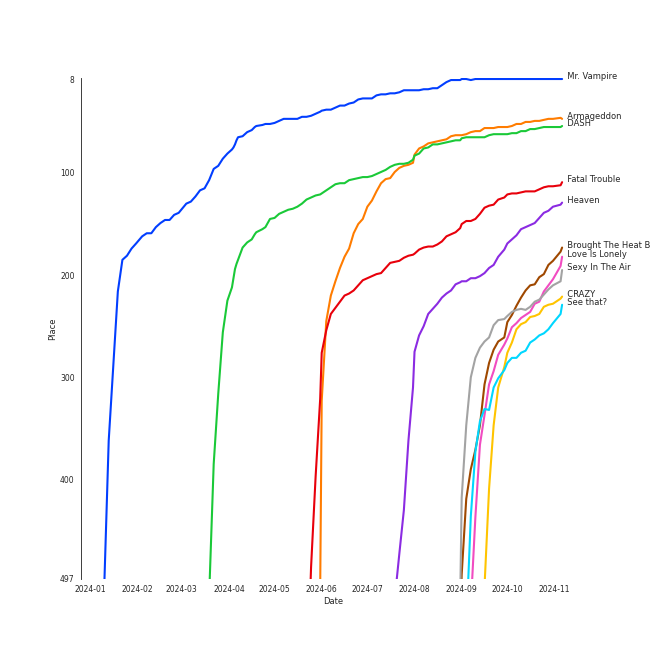 8
Mr. Vampire
Armageddon
DASH
100
Fatal Trouble
Heaven
Brought The Heat B
Love Is Lonely
Sexy In The Air
200
CRAZY
See that?
Place
300
400
497
2024-01 2024-02 2024-03 2024-04 2024-05 2024-06 2024-07 2024-08 2024-09 2024-10 2024-11
Date